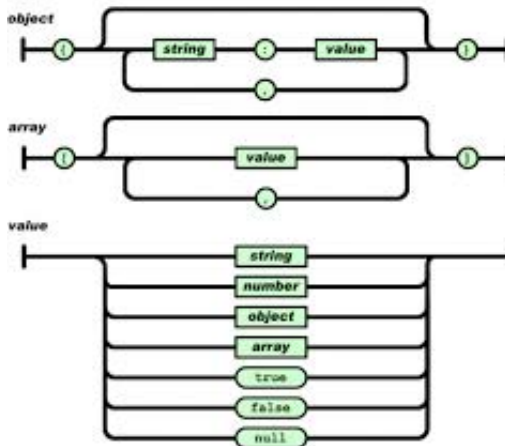 object
{ string : value }
,
array
[ value ]
,
value
string
number
object
array
true
false
null